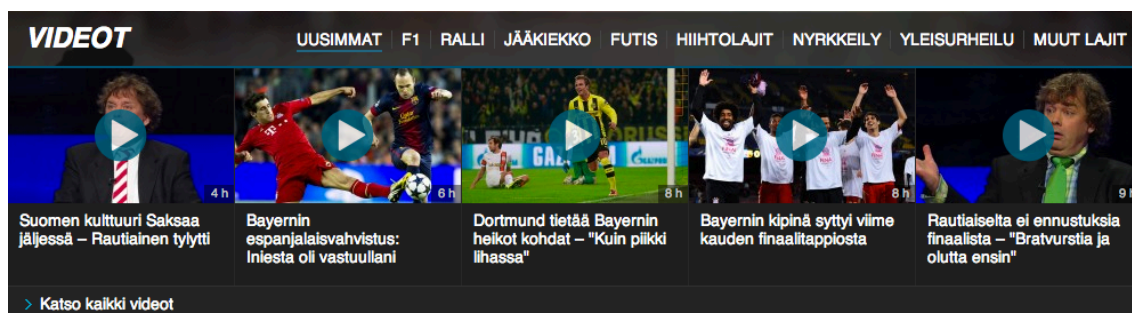 VIDEOT
UUSIMMAT F1 RALLI JÄÄKIEKKO FUTIS HIIHTOLAJIT NYRKKEILY YLEISURHEILU MUUT LAJIT
4 h
6 h
8 h
8 h
9 h
Suomen kulttuuri Saksaa
jäljessä – Rautiainen tylytti
Bayernin
espanjalaisvahvistus:
Iniesta oli vastuullani
Dortmund tietää Bayernin
heikot kohdat – "Kuin piikki
lihassa"
Bayernin kipinä syttyi viime
kauden finaalitappiosta
Rautiaiselta ei ennustuksia
finaalista – "Bratvurstia ja
olutta ensin"
> Katso kaikki videot